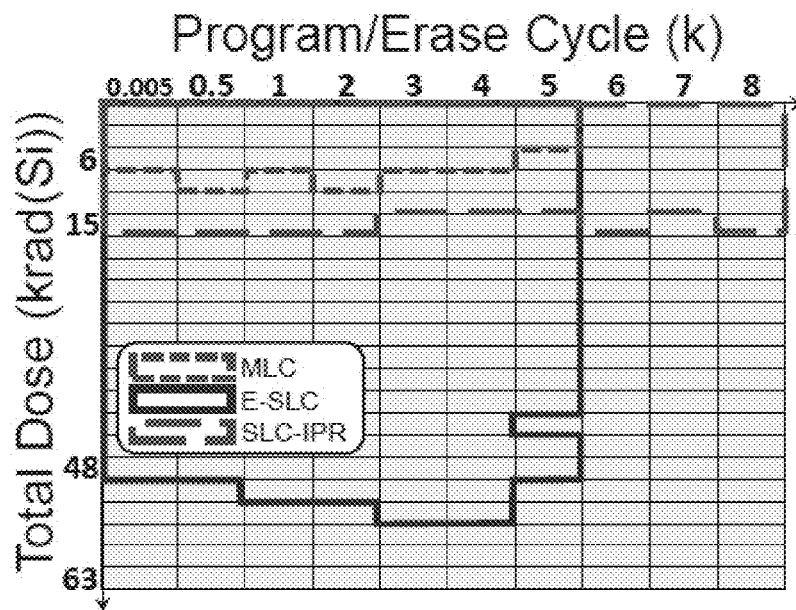 Program/Erase Cycle (k)
0.005 0.5 1 2 3 4 5 6 7 8
Total Dose (krad(Si))
6
15
48
63
MLC
E-SLC
SLC-IPR